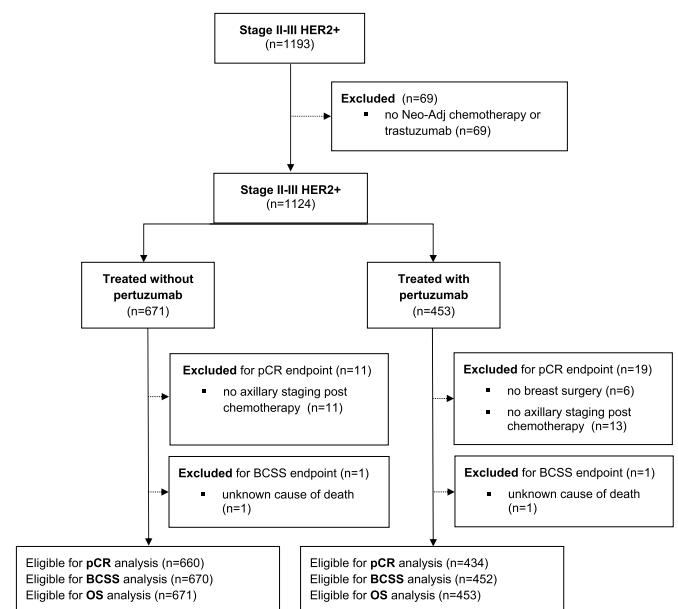 Stage II-III HER2+
(n=1193)
Excluded (n=69)
▪ no Neo-Adj chemotherapy or
trastuzumab (n=69)
Stage II-III HER2+
(n=1124)
Treated without
pertuzumab
(n=671)
Treated with
pertuzumab
(n=453)
Excluded for pCR endpoint (n=11)
▪ no axillary staging post
chemotherapy (n=11)
Excluded for pCR endpoint (n=19)
▪ no breast surgery (n=6)
▪ no axillary staging post
chemotherapy (n=13)
Excluded for BCSS endpoint (n=1)
▪ unknown cause of death
(n=1)
Excluded for BCSS endpoint (n=1)
▪ unknown cause of death
(n=1)
Eligible for pCR analysis (n=660)
Eligible for BCSS analysis (n=670)
Eligible for OS analysis (n=671)
Eligible for pCR analysis (n=434)
Eligible for BCSS analysis (n=452)
Eligible for OS analysis (n=453)